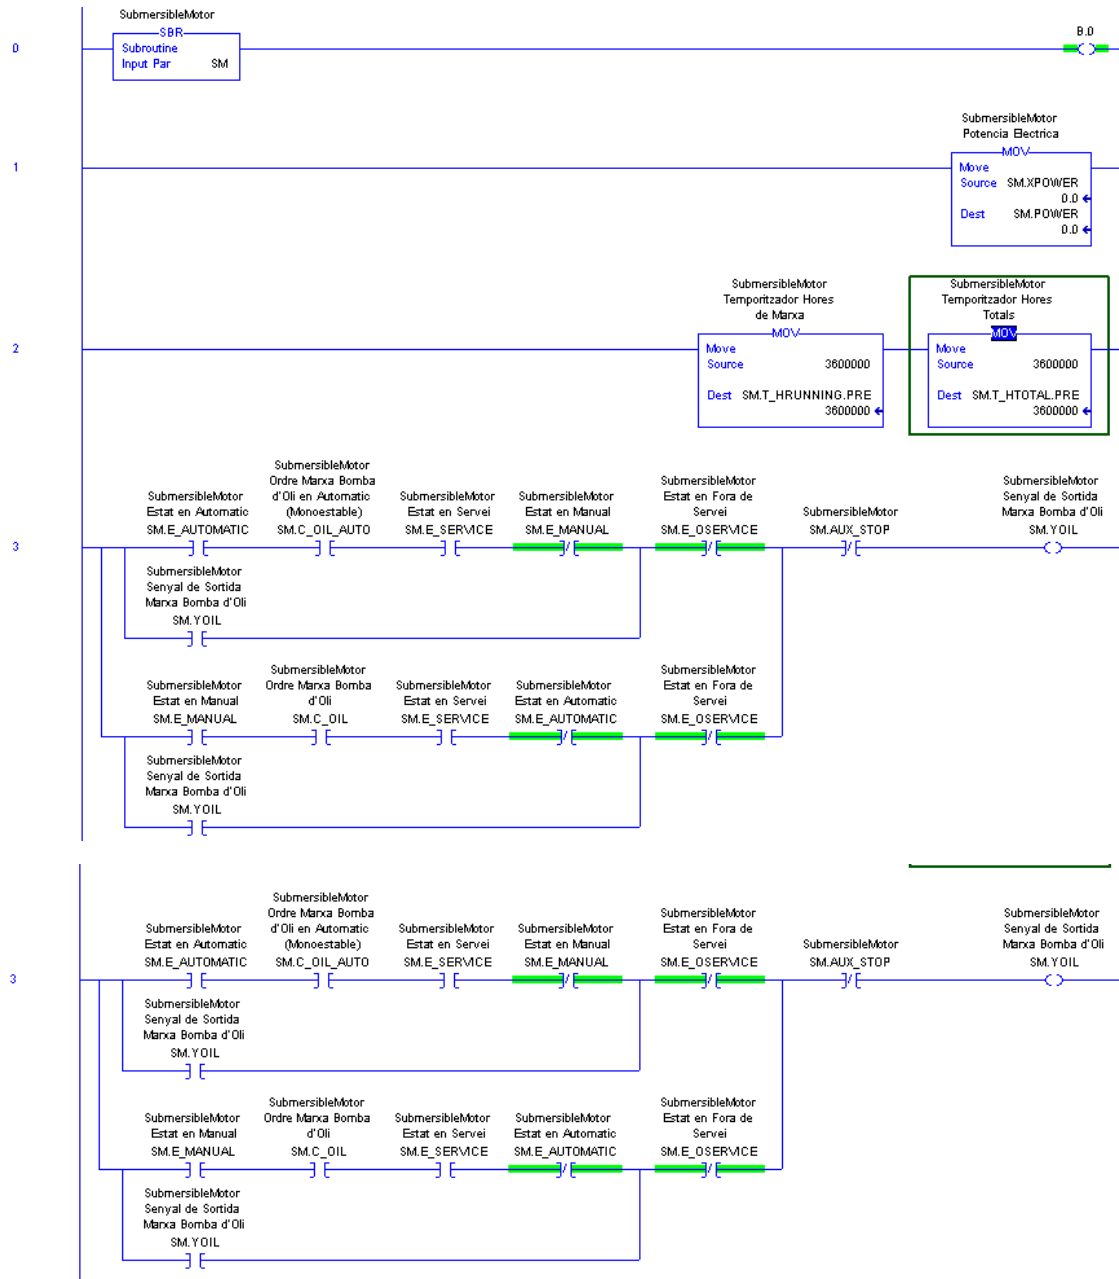 SubmersibleMotor
SBR
Subroutine
Input Par SM
0
B.0
SubmersibleMotor
Potencia Electrica
MOV
Move
Source SM.XPOWER
0.0
Dest SM.POWER
0.0
1
SubmersibleMotor
Temporitzador Hores
de Marxa
MOV
Move
Source 3600000
Dest SM.T_HRUNNING.PRE
3600000
SubmersibleMotor
Temporitzador Hores
Totals
MOV
Move
Source 3600000
Dest SM.T_HTOTAL.PRE
3600000
2
3
SubmersibleMotor
Estat en Automatic
SM.E_AUTOMATIC
SubmersibleMotor
Ordre Marxa Bomba
d'Oli en Automatic
(Monoestable)
SM.C_OIL_AUTO
SubmersibleMotor
Estat en Servei
SM.E_SERVICE
SubmersibleMotor
Estat en Manual
SM.E_MANUAL
SubmersibleMotor
Estat en Fora de
Servei
SM.E_OSERVICE
SubmersibleMotor
SM.AUX_STOP
SubmersibleMotor
Senyal de Sortida
Marxa Bomba d'Oli
SM.YOIL
SubmersibleMotor
Senyal de Sortida
Marxa Bomba d'Oli
SM.YOIL
SubmersibleMotor
Estat en Manual
SM.E_MANUAL
SubmersibleMotor
Ordre Marxa Bomba
d'Oli
SM.C_OIL
SubmersibleMotor
Estat en Servei
SM.E_SERVICE
SubmersibleMotor
Estat en Automatic
SM.E_AUTOMATIC
SubmersibleMotor
Estat en Fora de
Servei
SM.E_OSERVICE
SubmersibleMotor
Senyal de Sortida
Marxa Bomba d'Oli
SM.YOIL
3
SubmersibleMotor
Estat en Automatic
SM.E_AUTOMATIC
SubmersibleMotor
Ordre Marxa Bomba
d'Oli en Automatic
(Monoestable)
SM.C_OIL_AUTO
SubmersibleMotor
Estat en Servei
SM.E_SERVICE
SubmersibleMotor
Estat en Manual
SM.E_MANUAL
SubmersibleMotor
Estat en Fora de
Servei
SM.E_OSERVICE
SubmersibleMotor
SM.AUX_STOP
SubmersibleMotor
Senyal de Sortida
Marxa Bomba d'Oli
SM.YOIL
SubmersibleMotor
Senyal de Sortida
Marxa Bomba d'Oli
SM.YOIL
SubmersibleMotor
Estat en Manual
SM.E_MANUAL
SubmersibleMotor
Ordre Marxa Bomba
d'Oli
SM.C_OIL
SubmersibleMotor
Estat en Servei
SM.E_SERVICE
SubmersibleMotor
Estat en Automatic
SM.E_AUTOMATIC
SubmersibleMotor
Estat en Fora de
Servei
SM.E_OSERVICE
SubmersibleMotor
Senyal de Sortida
Marxa Bomba d'Oli
SM.YOIL